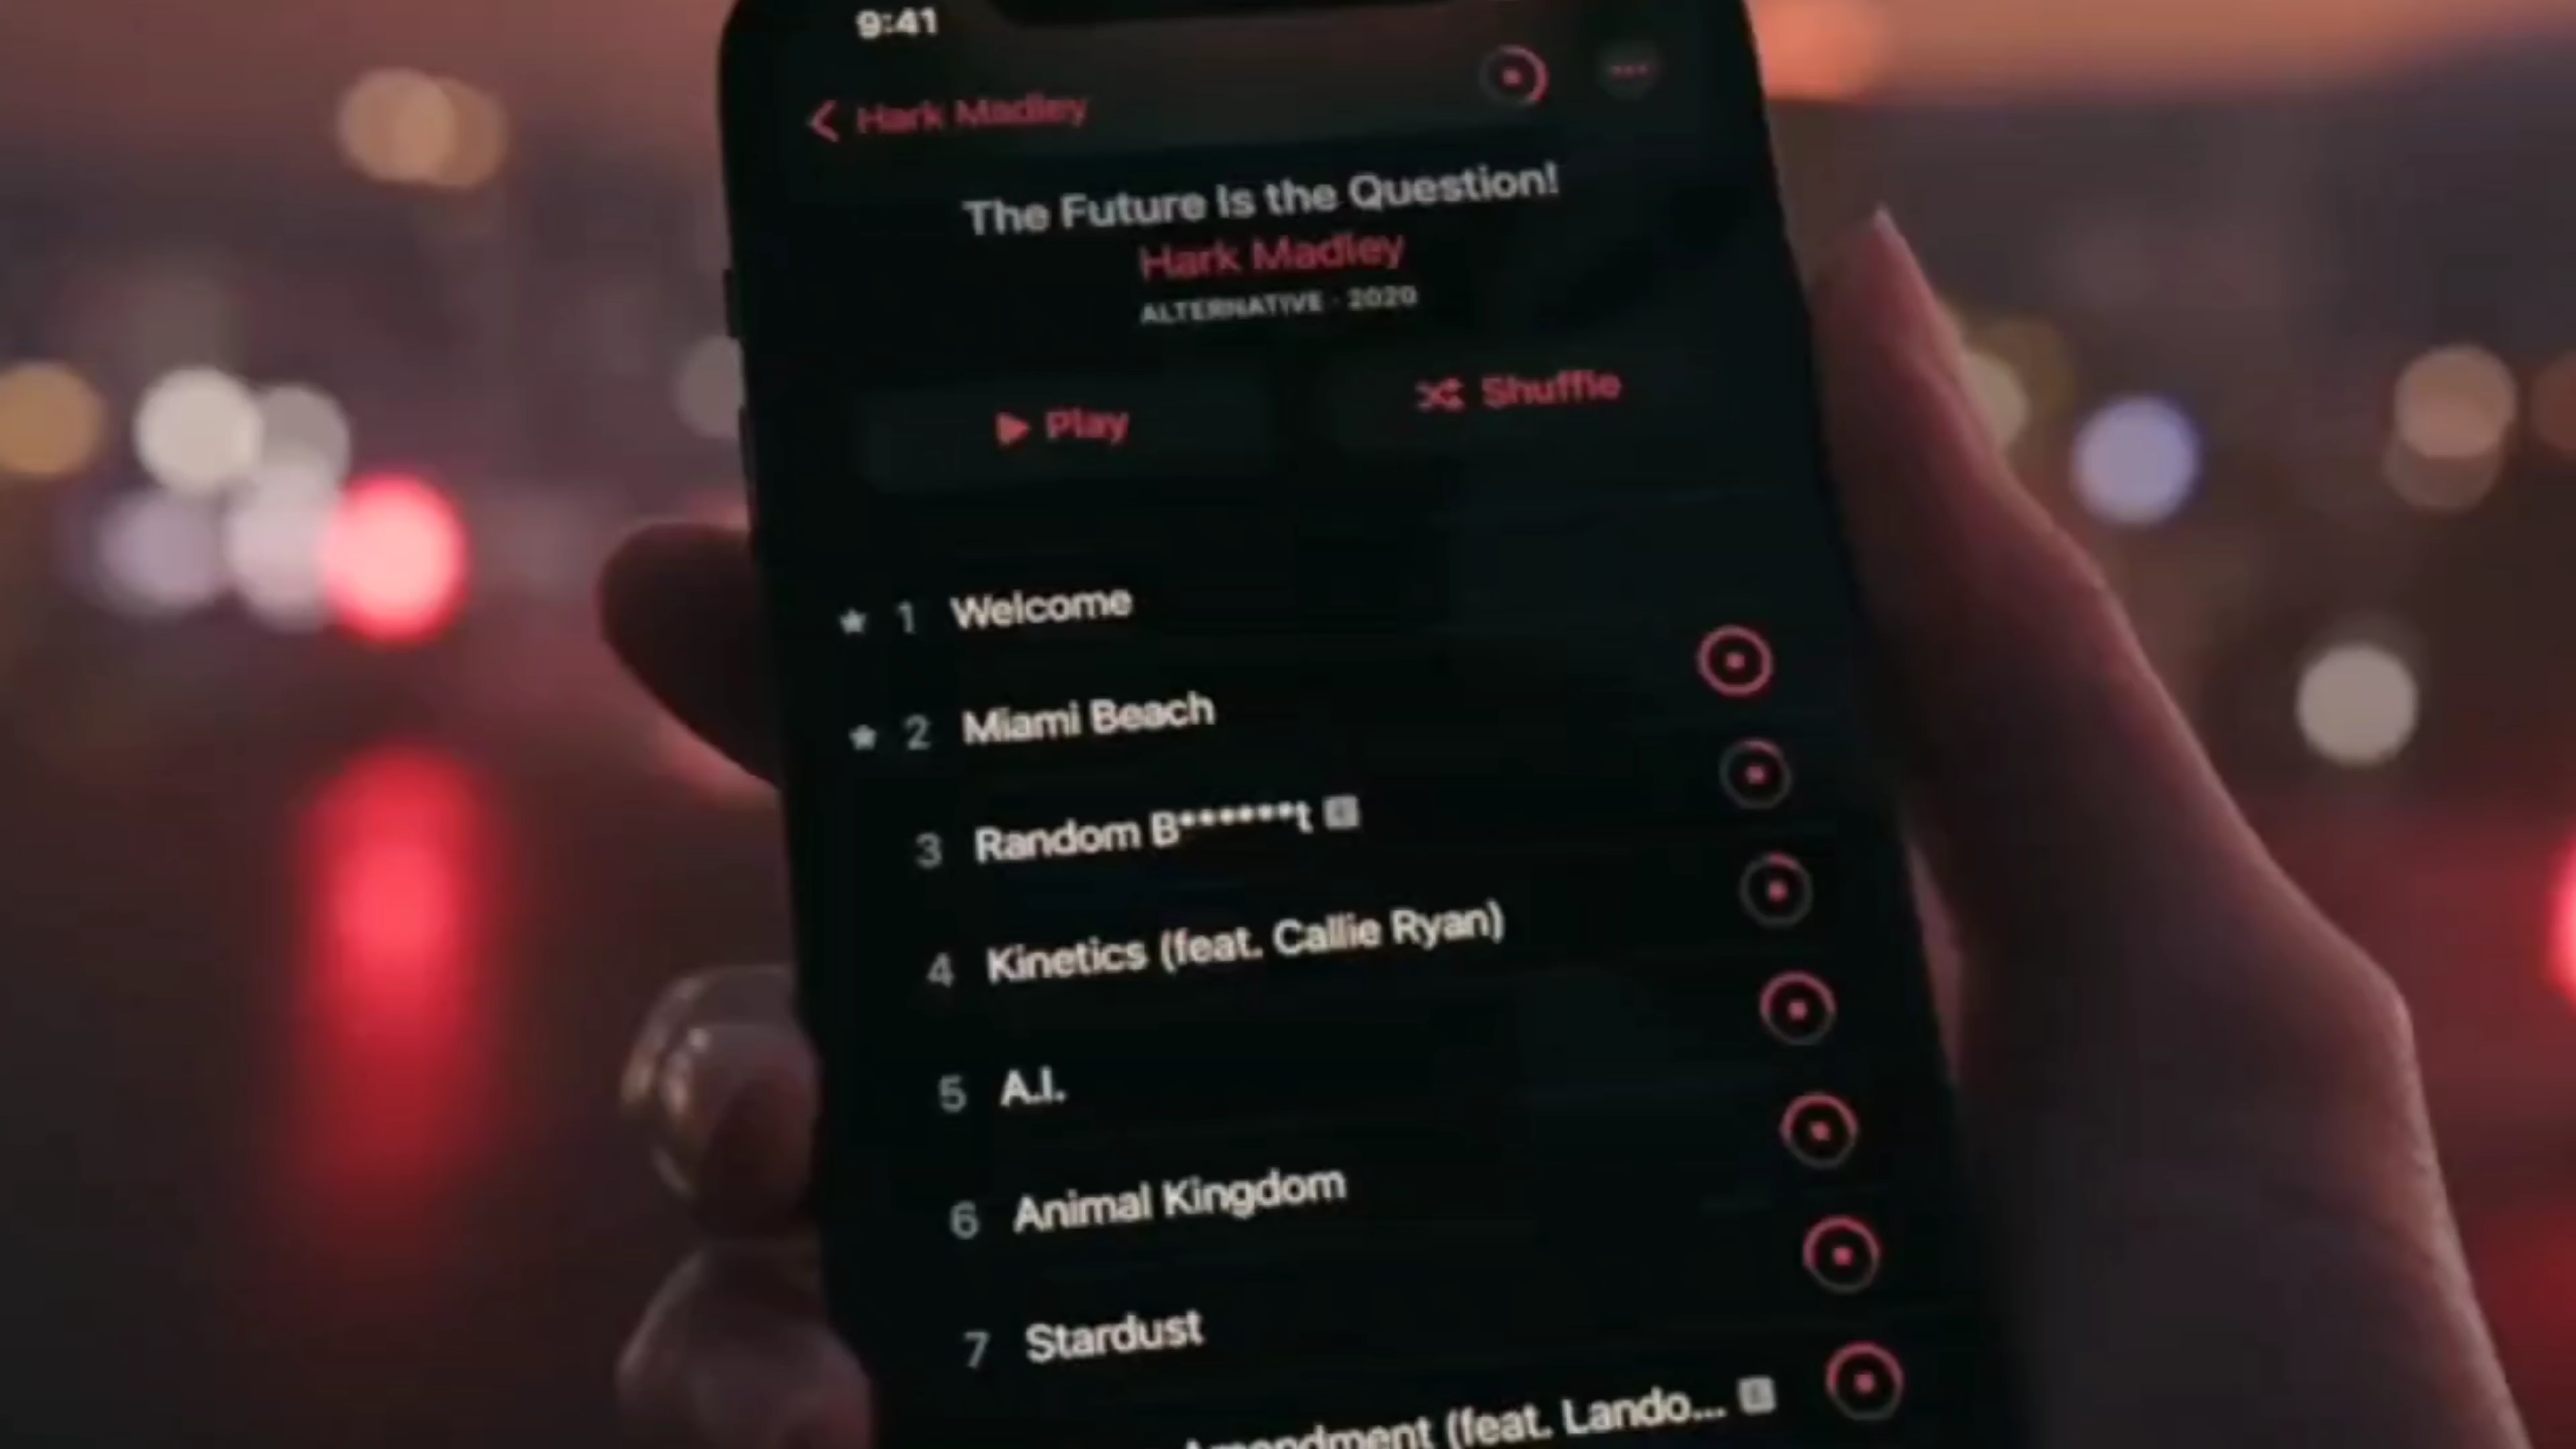 9:41
Hark Madley
The Future Is the Question!
Hark Madley
ALTERNATIVE · 2020
Play
Shuffle
1 Welcome
2 Miami Beach
3 Random B******t
4 Kinetics (feat. Callie Ryan)
5 A.I.
6 Animal Kingdom
7 Stardust
Amendment (feat. Lando...